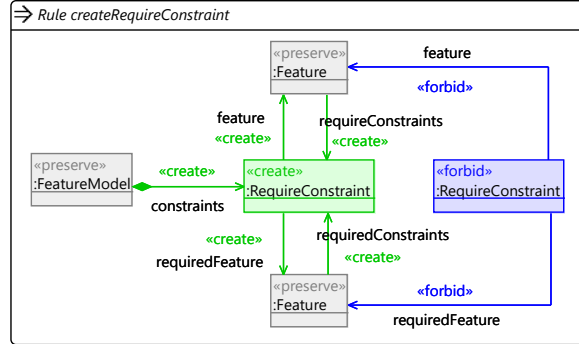 Rule createRequireConstraint
«preserve»
:Feature
feature
«forbid»
feature
«create»
requireConstraints
«create»
«preserve»
:FeatureModel
«create»
constraints
«create»
:RequireConstraint
«forbid»
:RequireConstraint
«create»
requiredFeature
requiredConstraints
«create»
«preserve»
:Feature
«forbid»
requiredFeature